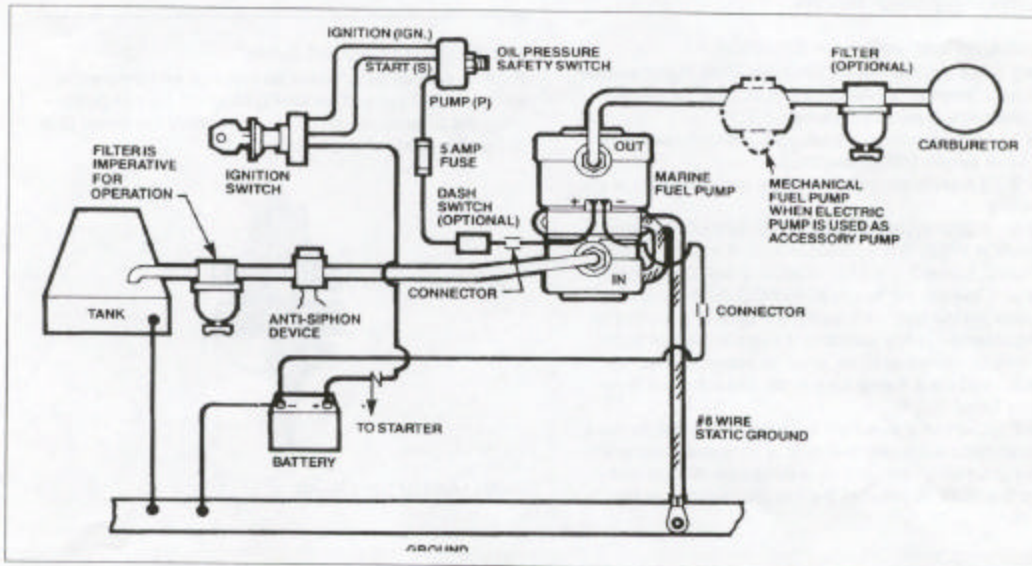 IGNITION (IGN.)
START (S)
OIL PRESSURE
SAFETY SWITCH
PUMP (P)
FILTER
(OPTIONAL)
FILTER IS
IMPERATIVE
FOR
OPERATION
IGNITION
SWITCH
5 AMP
FUSE
DASH
SWITCH
(OPTIONAL)
OUT
MARINE
FUEL PUMP
+ -
IN
CARBURETOR
MECHANICAL
FUEL PUMP
WHEN ELECTRIC
PUMP IS USED AS
ACCESSORY PUMP
TANK
ANTI-SIPHON
DEVICE
CONNECTOR
CONNECTOR
- +
TO STARTER
BATTERY
#6 WIRE
STATIC GROUND
GROUND